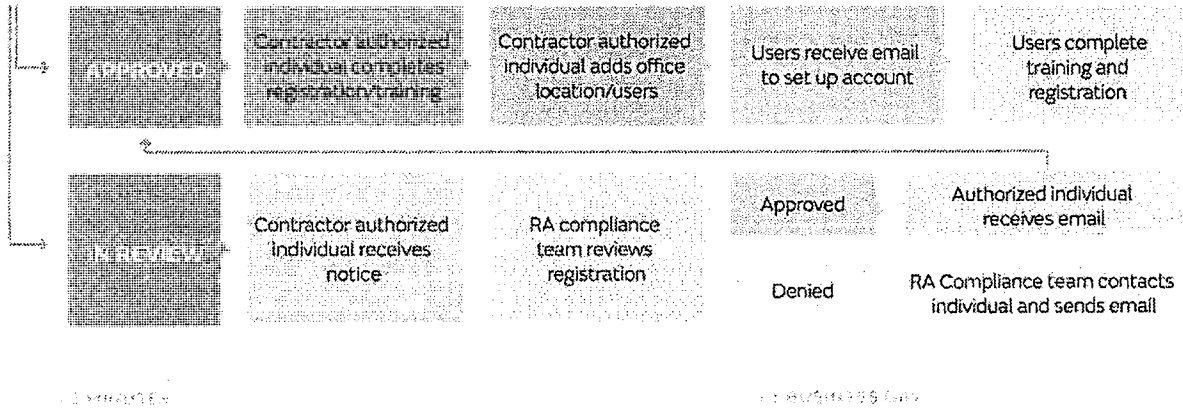 APPROVED
Contractor authorized
individual completes
registration/training
Contractor authorized
individual adds office
location/users
Users receive email
to set up account
Users complete
training and
registration
IN REVIEW
Contractor authorized
individual receives
notice
RA compliance
team reviews
registration
Approved
Authorized individual
receives email
Denied
RA Compliance team contacts
individual and sends email